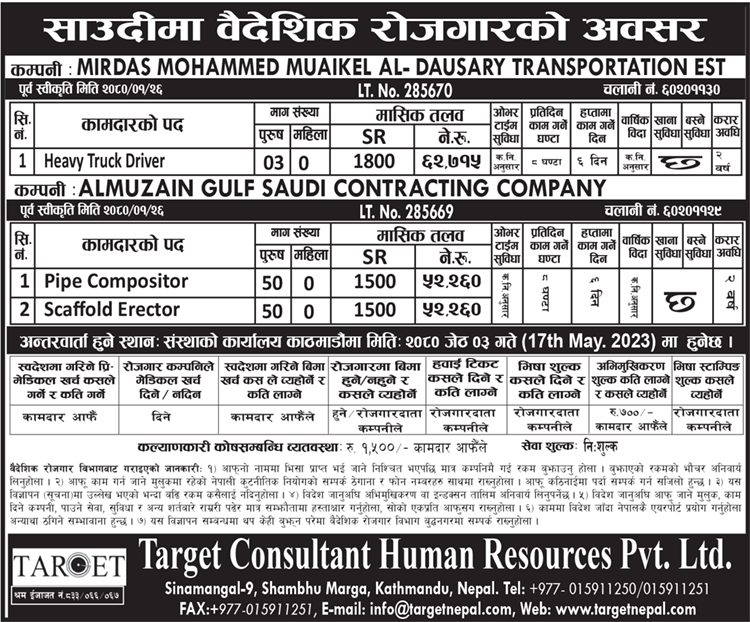 साउदीमा वैदेशिक रोजगारको अवसर
कम्पनी : MIRDAS MOHAMMED MUAIKEL AL- DAUSARY TRANSPORTATION EST
पूर्व स्वीकृति मिति २०८०/०१/२६ LT. No. 285670 चलानी नं. ६०२०११३०
सि. नं. कामदारको पद माग संख्या पुरुष महिला मासिक तलव SR ने.रू. ओभर टाईम सुविधा प्रतिदिन काम गर्ने घण्टा हप्तामा काम गर्ने दिन वार्षिक विदा खाना सुविधा बस्ने सुविधा करार अवधि
1 Heavy Truck Driver 03 0 1800 ६२,७१५ क.नि. अनुसार ८ घण्टा ६ दिन क.नि. अनुसार छ २ वर्ष
कम्पनी : ALMUZAIN GULF SAUDI CONTRACTING COMPANY
पूर्व स्वीकृति मिति २०८०/०१/२६ LT. No. 285669 चलानी नं. ६०२०११२९
सि. नं. कामदारको पद माग संख्या पुरुष महिला मासिक तलव SR ने.रू. ओभर टाईम सुविधा प्रतिदिन काम गर्ने घण्टा हप्तामा काम गर्ने दिन वार्षिक विदा खाना सुविधा बस्ने सुविधा करार अवधि
1 Pipe Compositor 50 0 1500 ५२.२६० क.नि.अनुसार ८ घण्टा ६ दिन क.नि.अनुसार छ २ वर्ष
2 Scaffold Erector 50 0 1500 ५२.२६०
अन्तरवार्ता हुने स्थान: संस्थाको कार्यालय काठमाडौंमा मिति: २०८० जेठ ०३ गते (17th May. 2023) मा हुनेछ ।
स्वदेशमा गरिने प्रि-मेडिकल खर्च कसले गर्ने र कति गर्ने रोजगार कम्पनिले मेडिकल खर्च दिने / नदिन स्वदेशमा गरिने बिमा खर्च कस ले व्यहोर्ने र कति लाग्ने रोजगारमा बिमा हुने/नहुने र कसले व्यहोर्ने हवाई टिकट कसले दिने र कति लाग्ने भिषा शुल्क कसले दिने र कति लाग्ने अभिमुखिकरण शुल्क कति लाग्ने र कसले व्यहोर्ने भिषा स्टाम्पिङ शुल्क कसले व्यहोर्ने
कामदार आफैं दिने कामदार आफैंले हुने/ रोजगारदाता कम्पनीले रोजगारदाता कम्पनीले रोजगारदाता कम्पनीले रु.७००/- कामदार आफैंले रोजगारदाता कम्पनीले
कल्याणकारी कोषसम्बन्धि व्यवस्था: रु. १,५००/- कामदार आफैंले सेवा शुल्क: नि:शुल्क
वैदेशिक रोजगार विभागबाट गराइएको जानकारी: १) आफ्नो नाममा भिसा प्राप्त भई जाने निश्चित भएपछि मात्र कम्पनिमै गई रकम बुझाउनु होला । बुझाएको रकमको भौचर अनिवार्य
लिनुहोला । २) आफू काम गर्न जाने मुलुकमा रहेको नेपाली कुटनीतिक नियोगको सम्पर्क ठेगाना र फोन नम्बरहरु साथमा राख्नुहोला । आफू कठिनाईमा पर्दा सम्पर्क गर्न सजिलो हुन्छ । ३) यस
विज्ञापन (सूचना)मा उल्लेख भएको भन्दा बढि रकम कसैलाई नदिनुहोला । ४) विदेश जानुअघि अभिमुखिकरण वा इन्डक्सन तालिम अनिवार्य लिनुपर्नेछ । ५) विदेश जानुअघि आफू जाने मुलुक, काम
दिने कम्पनी, पाउने सेवा, सुविधा र अन्य शर्तबारे राम्ररी पढेर मात्र सम्झौतामा हस्ताक्षर गर्नुहोला, सोको एकप्रति आफूसंग राख्नुहोला । ६) काममा विदेश जाँदा नेपालकै एयरपोर्ट प्रयोग गर्नुहोला
अन्यथा ठगिने सम्भावना हुन्छ । ७) यस विज्ञापन सम्बन्धमा थप केही बुझ्न परेमा वैदेशिक रोजगार विभाग बुद्धनगरमा सम्पर्क राख्नुहोला ।
TARGET
श्रम ईजाजत नं.८३३/०६६/०६७
Target Consultant Human Resources Pvt. Ltd.
Sinamangal-9, Shambhu Marga, Kathmandu, Nepal. Tel: +977- 015911250/015911251
FAX:+977-015911251, E-mail: info@targetnepal.com, Web: www.targetnepal.com